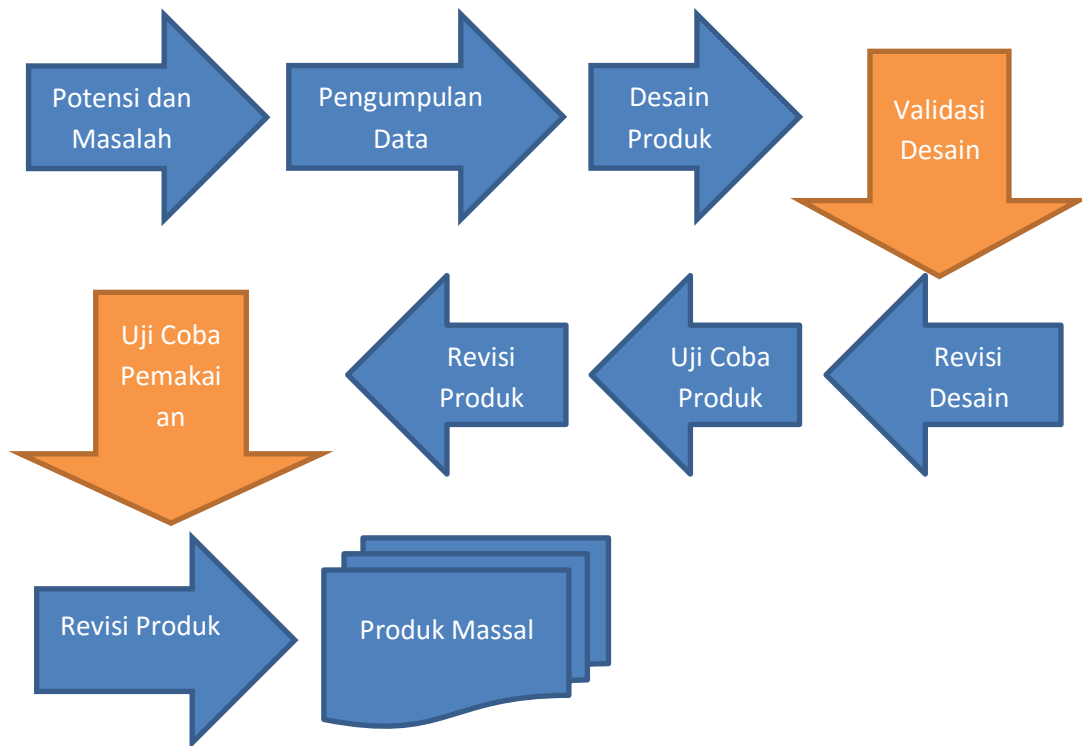 Potensi dan
Masalah
Pengumpulan
Data
Desain
Produk
Validasi
Desain
Revisi
Desain
Uji Coba
Produk
Revisi
Produk
Uji Coba
Pemakai
an
Revisi Produk
Produk Massal